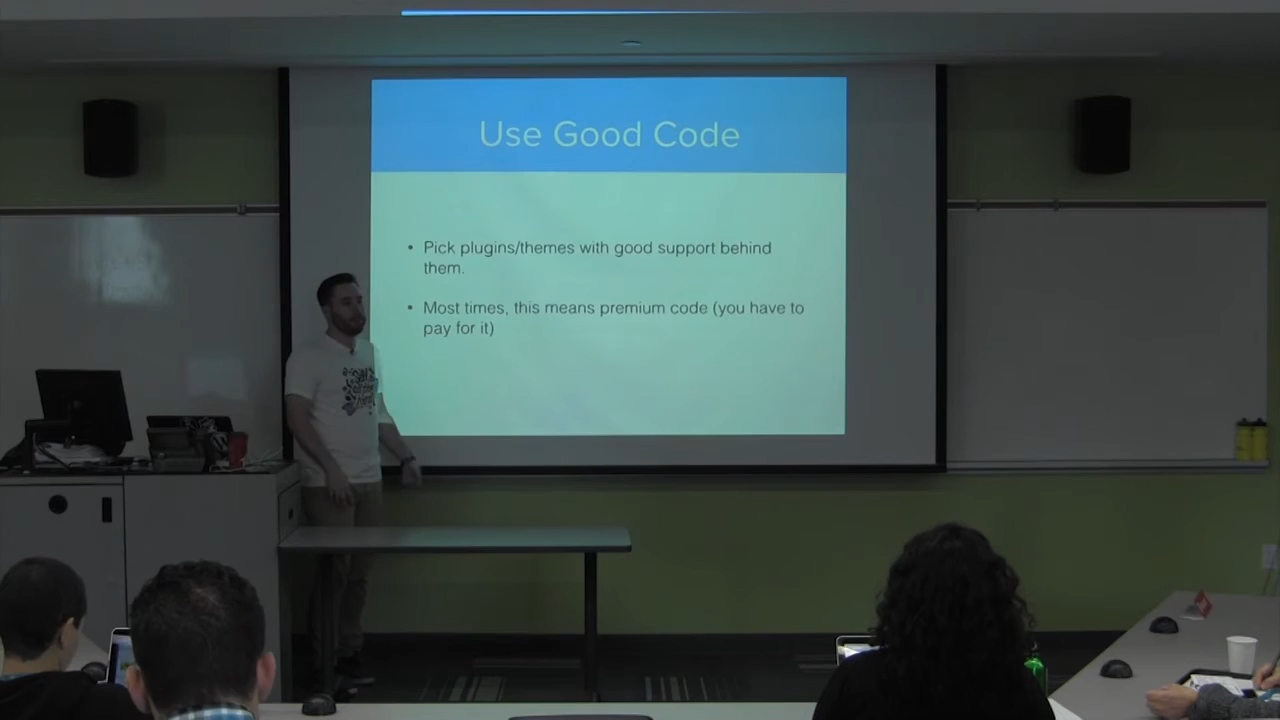 Use Good Code
• Pick plugins/themes with good support behind
them.
• Most times, this means premium code (you have to
pay for it)